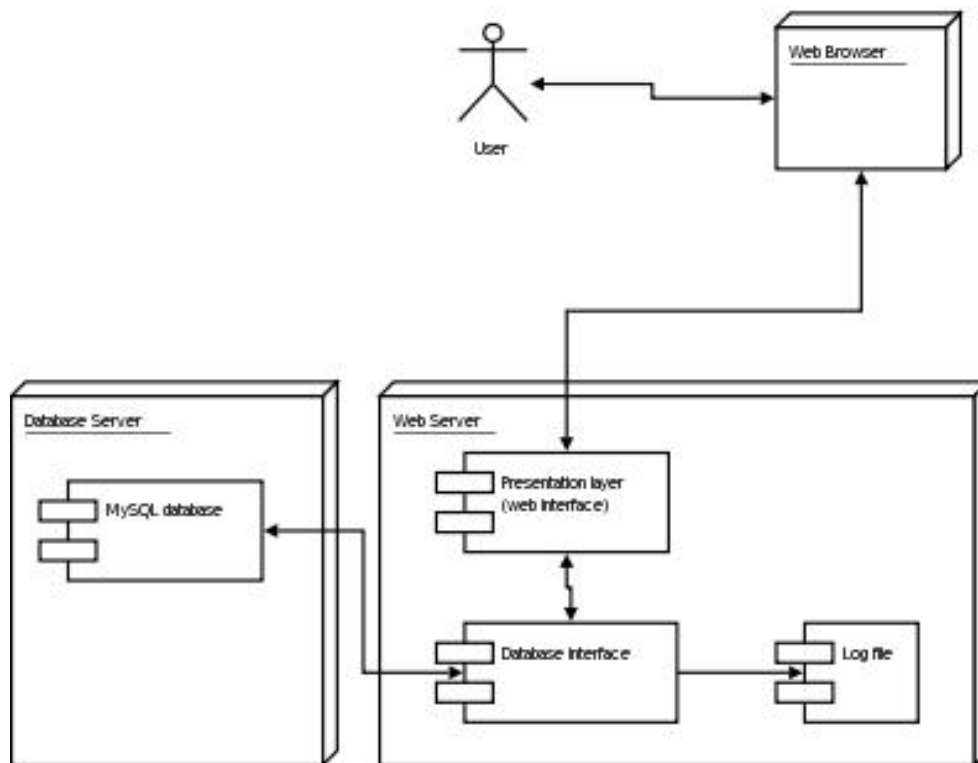 Web Browser
User
Database Server
Web Server
MySQL database
Presentation layer
(web interface)
Database interface
Log file